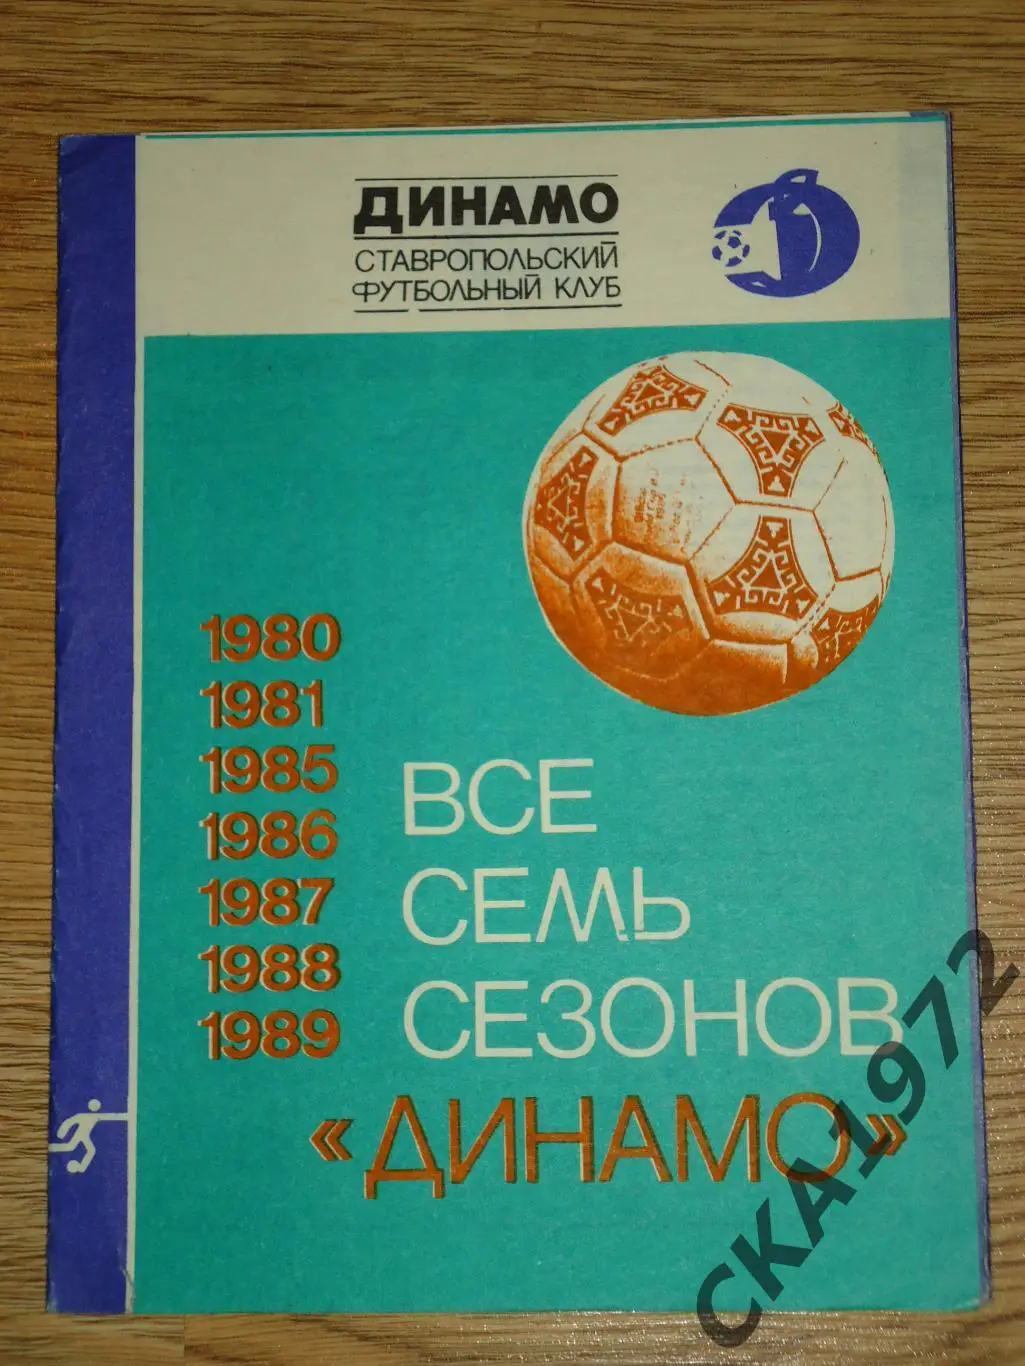 ДИНАМО
СТАВРОПОЛЬСКИЙ
ФУТБОЛЬНЫЙ КЛУБ
1980
1981
1985
1986
1987
1988
1989
ВСЕ
СЕМЬ
СЕЗОНОВ
«ДИНАМО»
СКА1972